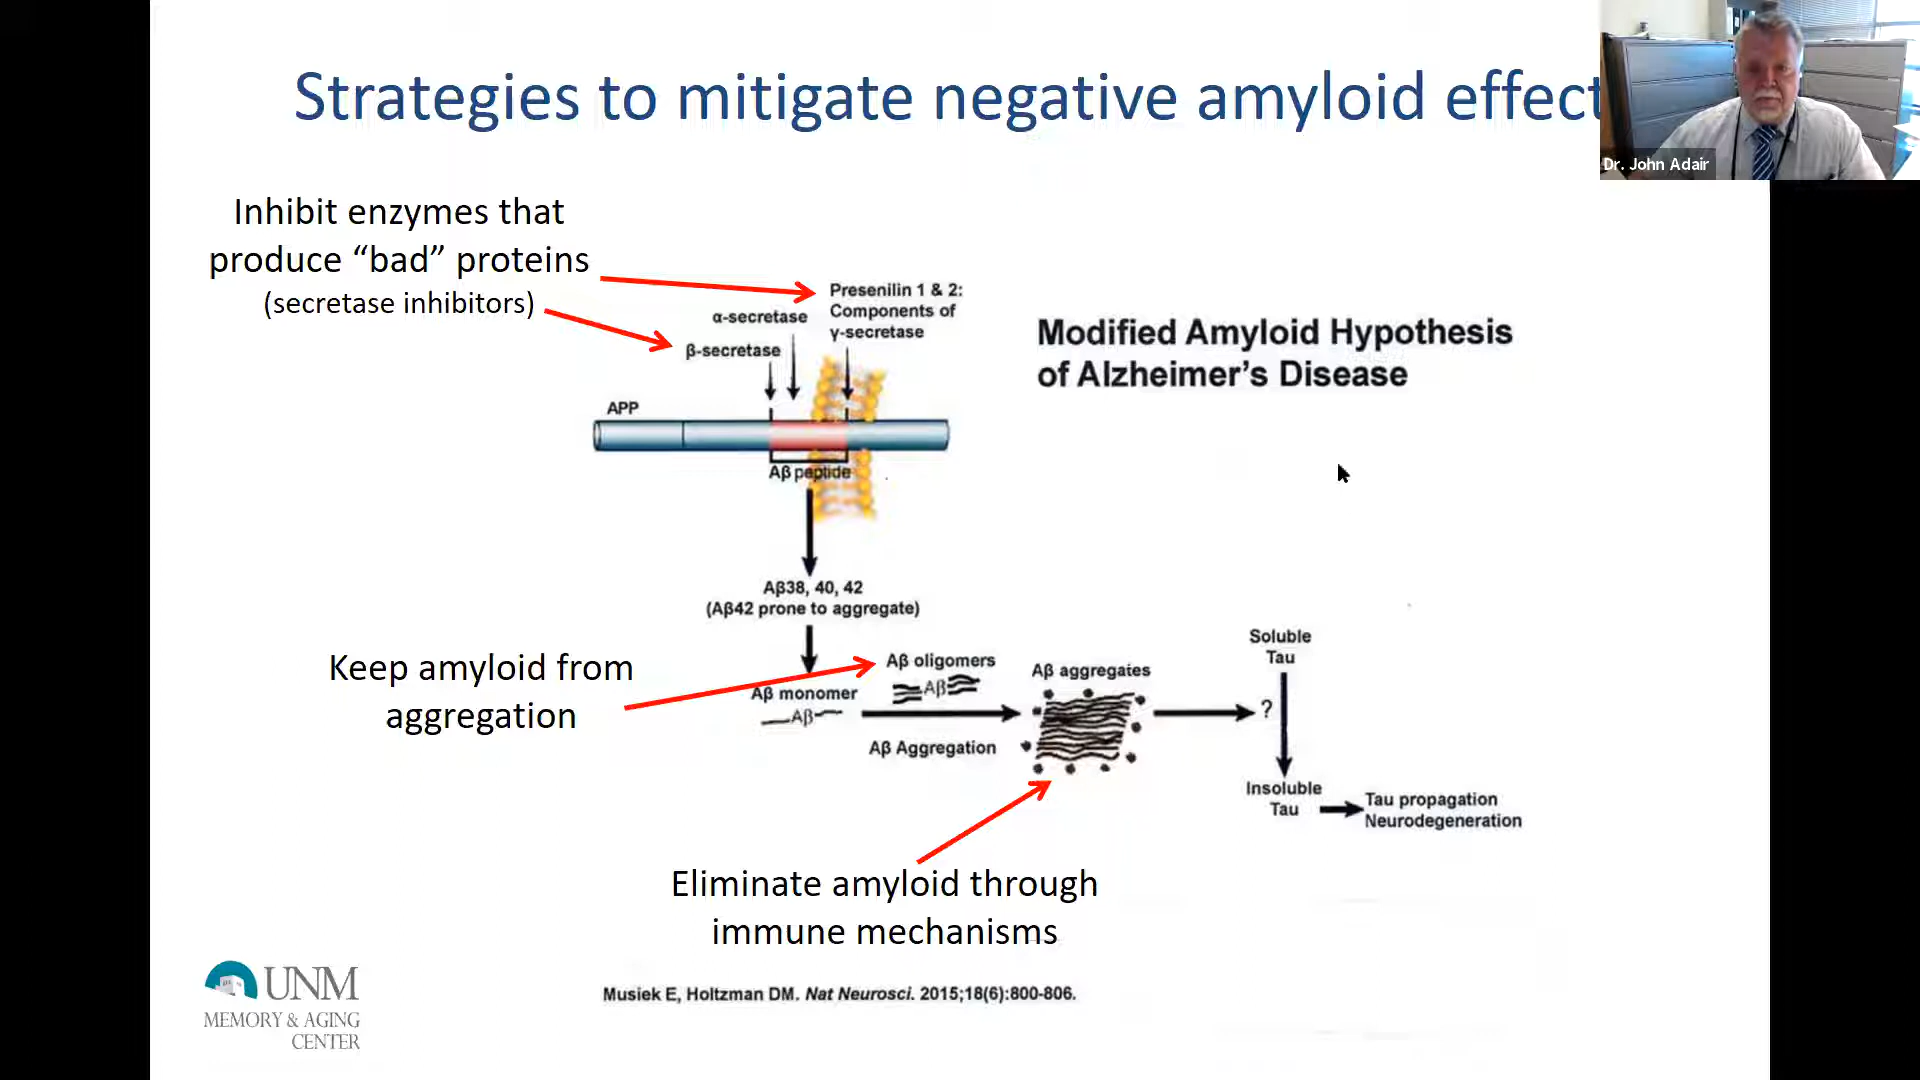 Strategies to mitigate negative amyloid effect
Dr. John Adair
Inhibit enzymes that
produce “bad” proteins
(secretase inhibitors)
Presenilin 1 & 2:
Components of
γ-secretase
α-secretase
β-secretase
APP
Aβ peptide
Modified Amyloid Hypothesis
of Alzheimer’s Disease
Aβ38, 40, 42
(Aβ42 prone to aggregate)
Keep amyloid from
aggregation
Aβ monomer
Aβ
Aβ oligomers
Aβ
Aβ Aggregation
Aβ aggregates
?
Soluble
Tau
Insoluble
Tau
Tau propagation
Neurodegeneration
Eliminate amyloid through
immune mechanisms
Musiek E, Holtzman DM. Nat Neurosci. 2015;18(6):800-806.
UNM
MEMORY & AGING
CENTER